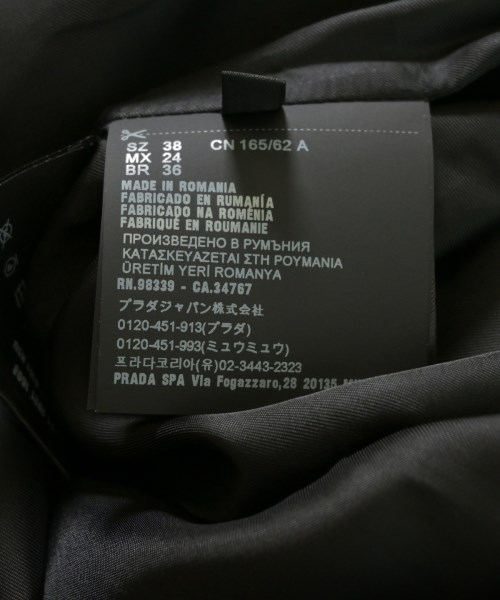 SZ 38 CN 165/62 A
MX 24
BR 36
MADE IN ROMANIA
FABRICADO EN RUMANÍA
FABRICADO NA ROMÊNIA
FABRIQUÉ EN ROUMANIE
ПРОИЗВЕДЕНО В РУМЪНИЯ
ΚΑΤΑΣΚΕΥΑΖΕΤΑΙ ΣΤΗ ΡΟΥΜΑΝΙΑ
ÜRETİM YERİ ROMANYA
RN.98339 - CA.34767
プラダジャパン株式会社
0120-451-913(プラダ)
0120-451-993(ミュウミュウ)
프라다코리아(유)02-3443-2323
PRADA SPA Via Fogazzaro,28 20135